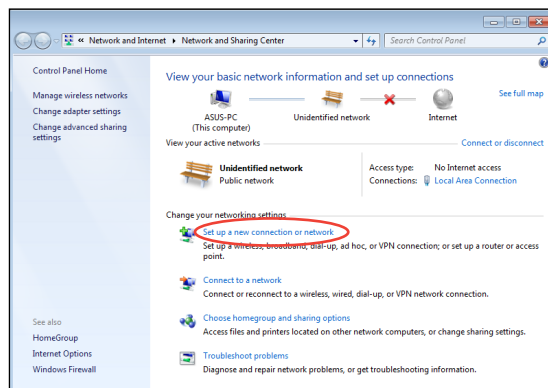 « Network and Internet ▸ Network and Sharing Center
Search Control Panel
Control Panel Home
Manage wireless networks
Change adapter settings
Change advanced sharing
settings
See also
HomeGroup
Internet Options
Windows Firewall
View your basic network information and set up connections
See full map
ASUS-PC
(This computer)
Unidentified network
Internet
View your active networks
Connect or disconnect
Unidentified network
Public network
Access type: No Internet access
Connections: Local Area Connection
Change your networking settings
Set up a new connection or network
Set up a wireless, broadband, dial-up, ad hoc, or VPN connection; or set up a router or access
point.
Connect to a network
Connect or reconnect to a wireless, wired, dial-up, or VPN network connection.
Choose homegroup and sharing options
Access files and printers located on other network computers, or change sharing settings.
Troubleshoot problems
Diagnose and repair network problems, or get troubleshooting information.